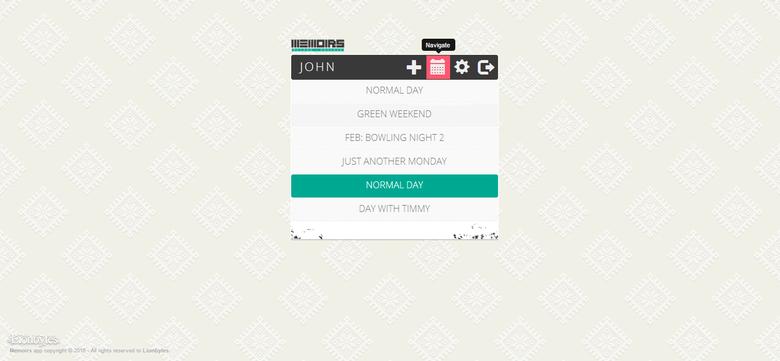 MEMOIRS
Navigate
JOHN
NORMAL DAY
GREEN WEEKEND
FEB: BOWLING NIGHT 2
JUST ANOTHER MONDAY
NORMAL DAY
DAY WITH TIMMY
Lionbytes
Memoirs app copyright © 2015 - All rights reserved to Lionbytes.